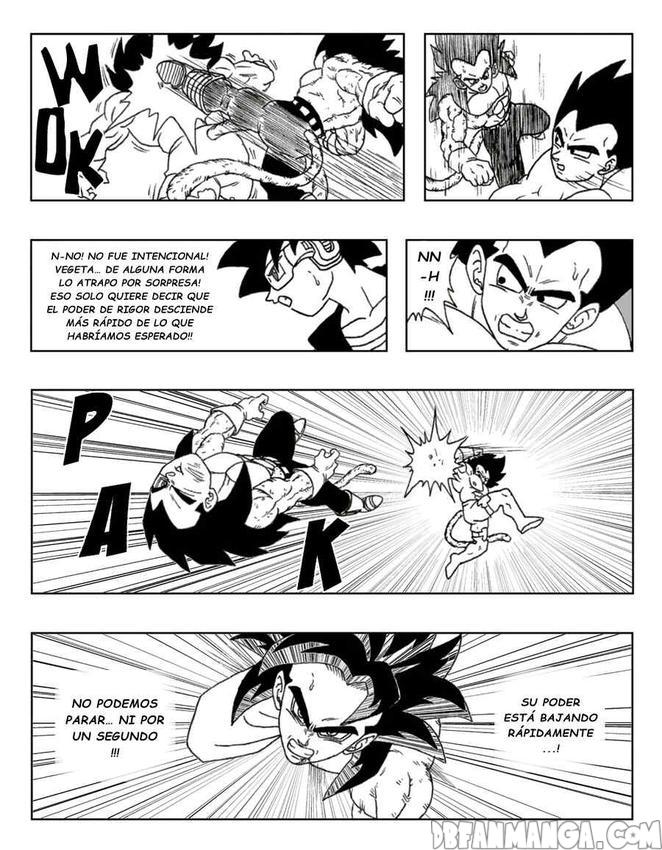 WOK
N-NO! NO FUE INTENCIONAL!
VEGETA... DE ALGUNA FORMA
LO ATRAPO POR SORPRESA!
ESO SOLO QUIERE DECIR QUE
EL PODER DE RIGOR DESCIENDE
MÁS RÁPIDO DE LO QUE
HABRÍAMOS ESPERADO!!
NN
-H
!!!
PAK
NO PODEMOS
PARAR... NI POR
UN SEGUNDO
!!!
SU PODER
ESTÁ BAJANDO
RÁPIDAMENTE
...!
DBFANMANGA.COM